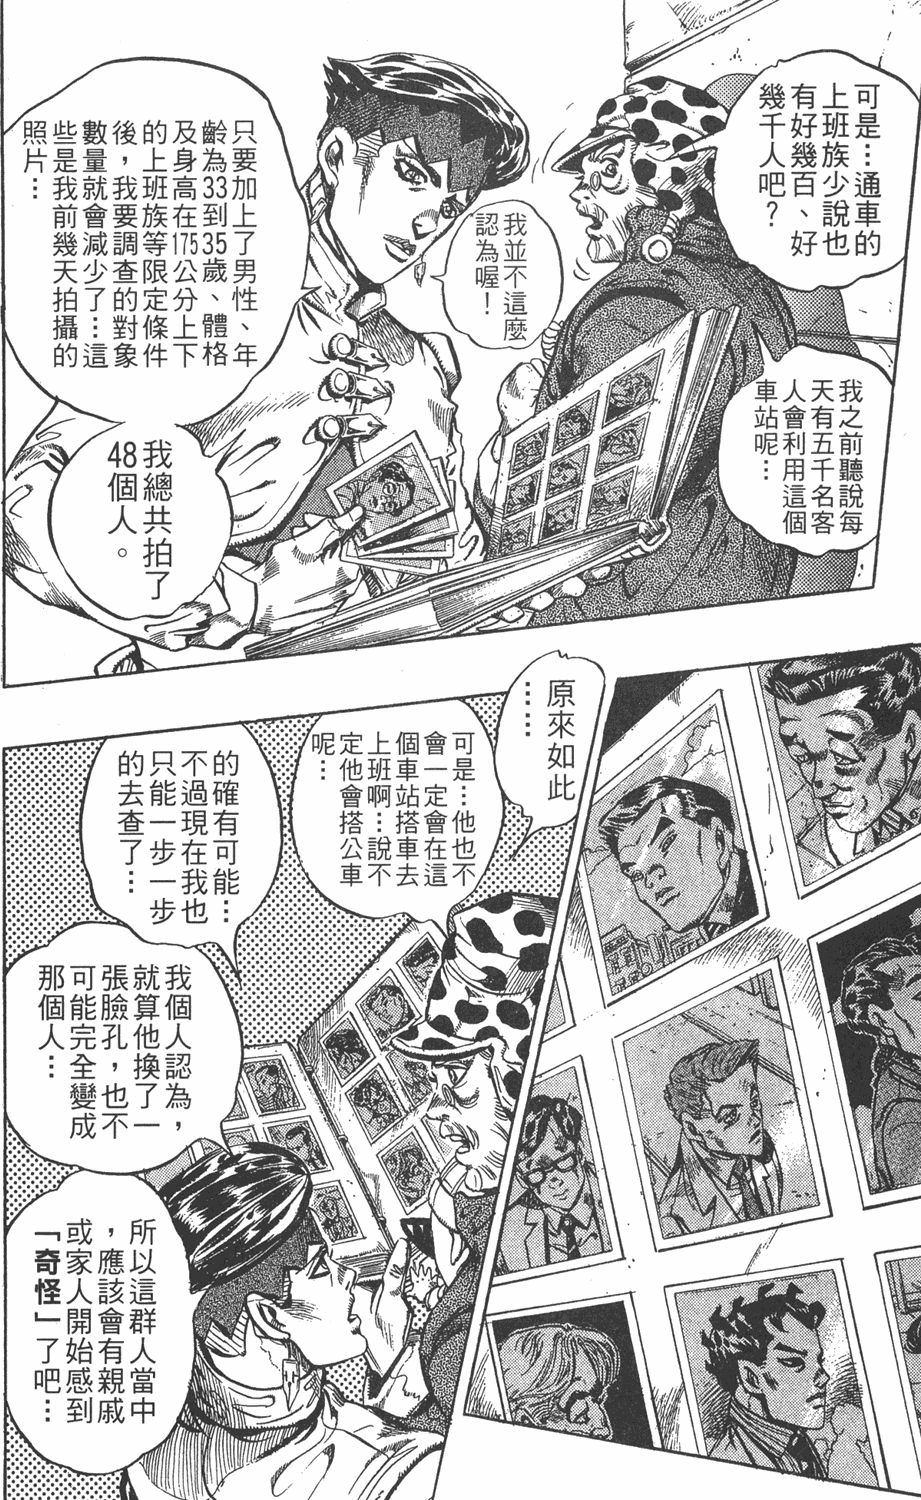 可是…通車的
上班族少說也
有好幾百、好
幾千人吧？
我之前聽說每
天有五千名客
人會利用這個
車站呢…
我並不這麼
認為喔！
只要加上了男性、年
齡為33到35歲、體格
及身高在175公分上下
的上班族等限定條件
後，我要調查的對象
數量就會減少了…這
些是我前幾天拍攝的
照片…
我總共拍了
48個人。
原來如此
……
可是…他也不
會一定會在這
個車站搭車去
上班啊…說不
定他會搭公車
呢…
的確有可能…
不過現在我也
只能一步一步
的去查了…
我個人認為，
就算他換了一
張臉孔，也不
可能完全變成
那個人…
所以這群人當中
，應該會有親戚
或家人開始感到
「奇怪」了吧…